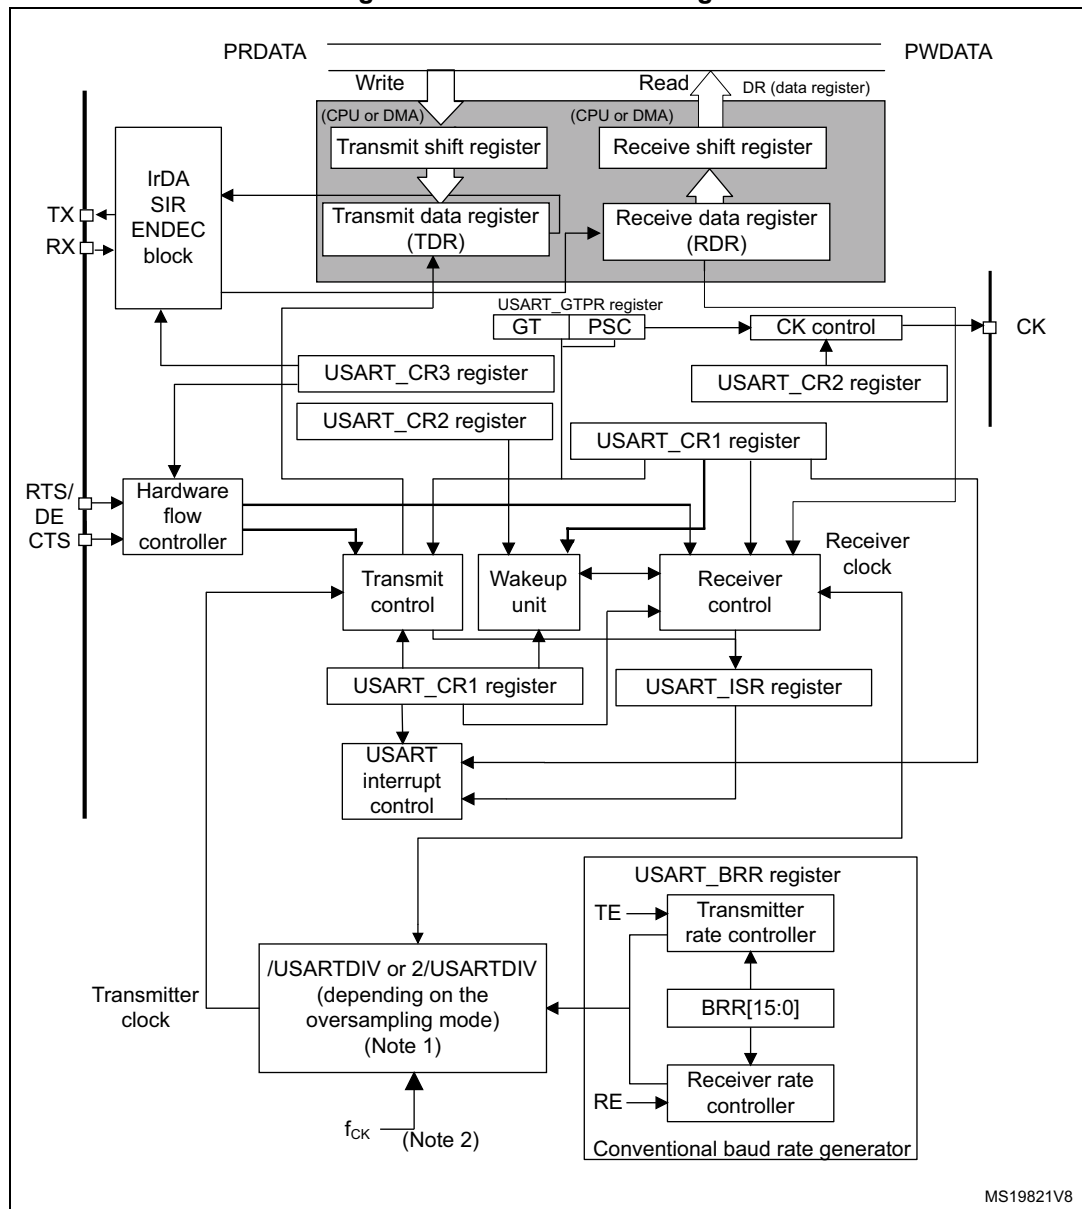 PRDATA
PWDATA
Write
Read
DR (data register)
(CPU or DMA)
(CPU or DMA)
Transmit shift register
Receive shift register
IrDA
SIR
ENDEC
block
TX
RX
Transmit data register
(TDR)
Receive data register
(RDR)
USART_GTPR register
GT
PSC
CK control
CK
USART_CR3 register
USART_CR2 register
USART_CR2 register
USART_CR1 register
RTS/
DE
CTS
Hardware
flow
controller
Receiver
clock
Transmit
control
Wakeup
unit
Receiver
control
USART_CR1 register
USART_ISR register
USART
interrupt
control
USART_BRR register
TE
Transmitter
rate controller
/USARTDIV or 2/USARTDIV
(depending on the
oversampling mode)
(Note 1)
Transmitter
clock
BRR[15:0]
RE
Receiver rate
controller
fCK
(Note 2)
Conventional baud rate generator
MS19821V8